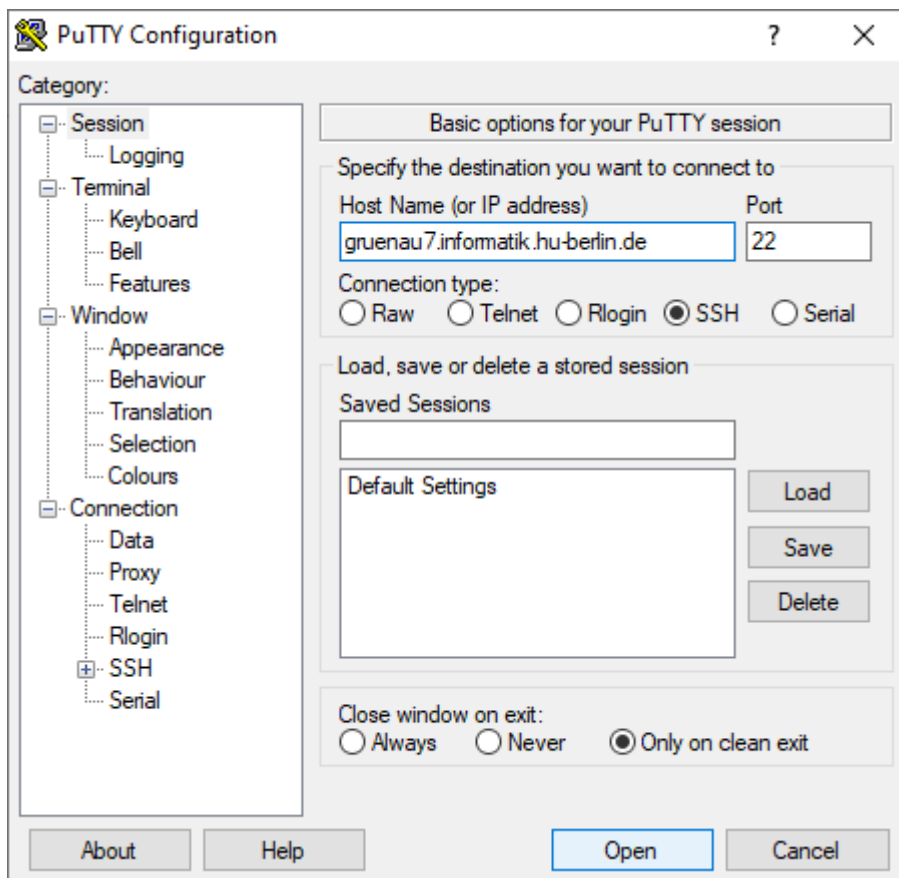 PuTTY Configuration
?
Category:
Session
Logging
Terminal
Keyboard
Bell
Features
Window
Appearance
Behaviour
Translation
Selection
Colours
Connection
Data
Proxy
Telnet
Rlogin
SSH
Serial
Basic options for your PuTTY session
Specify the destination you want to connect to
Host Name (or IP address) Port
gruenau7.informatik.hu-berlin.de 22
Connection type:
Raw Telnet Rlogin SSH Serial
Load, save or delete a stored session
Saved Sessions
Default Settings
Load
Save
Delete
Close window on exit:
Always Never Only on clean exit
About Help Open Cancel